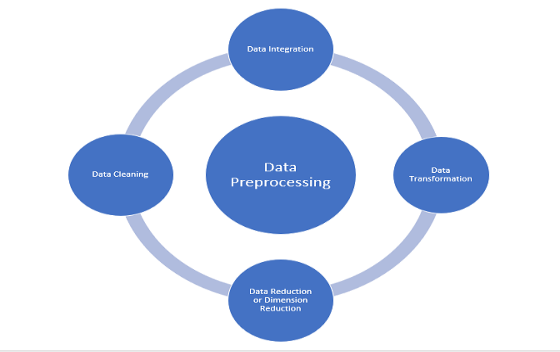 Data Integration
Data Cleaning
Data
Preprocessing
Data
Transformation
Data Reduction
or Dimension
Reduction